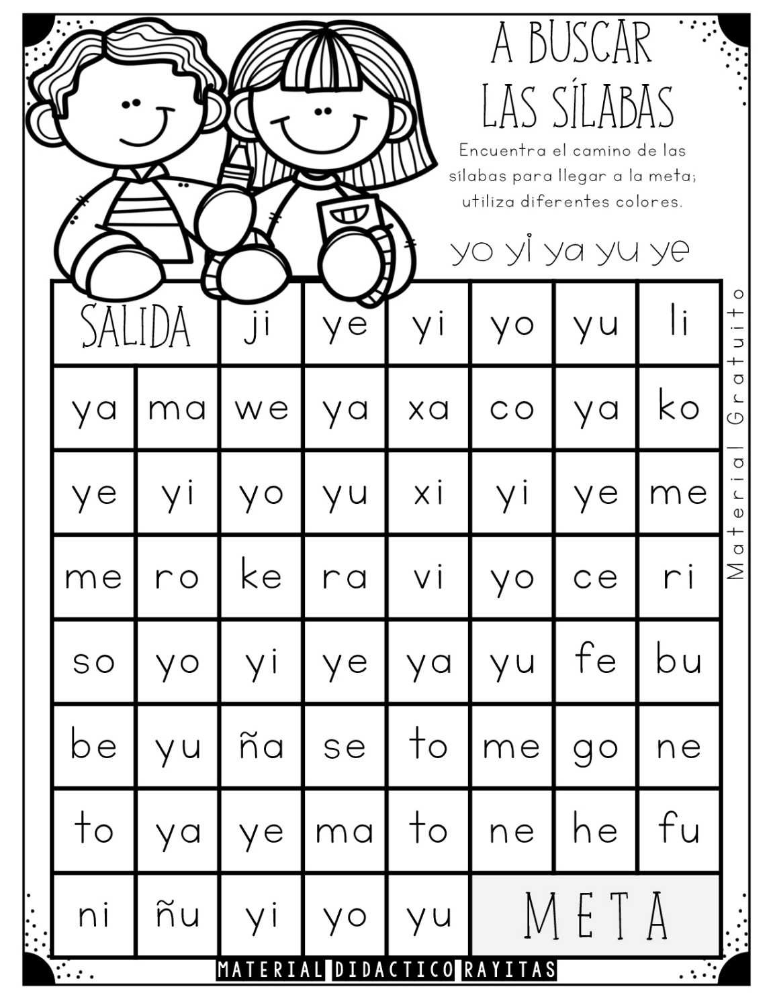 A BUSCAR
LAS SÍLABAS
Encuentra el camino de las
sílabas para llegar a la meta;
utiliza diferentes colores.
yo yi ya yu ye
SALIDA ji ye yi yo yu li
ya ma we ya xa co ya ko
ye yi yo yu xi yi ye me
me ro ke ra vi yo ce ri
so yo yi ye ya yu fe bu
be yu ña se to me go ne
to ya ye ma to ne he fu
ni ñu yi yo yu META
Material Gratuito
MATERIAL DIDACTICO RAYITAS